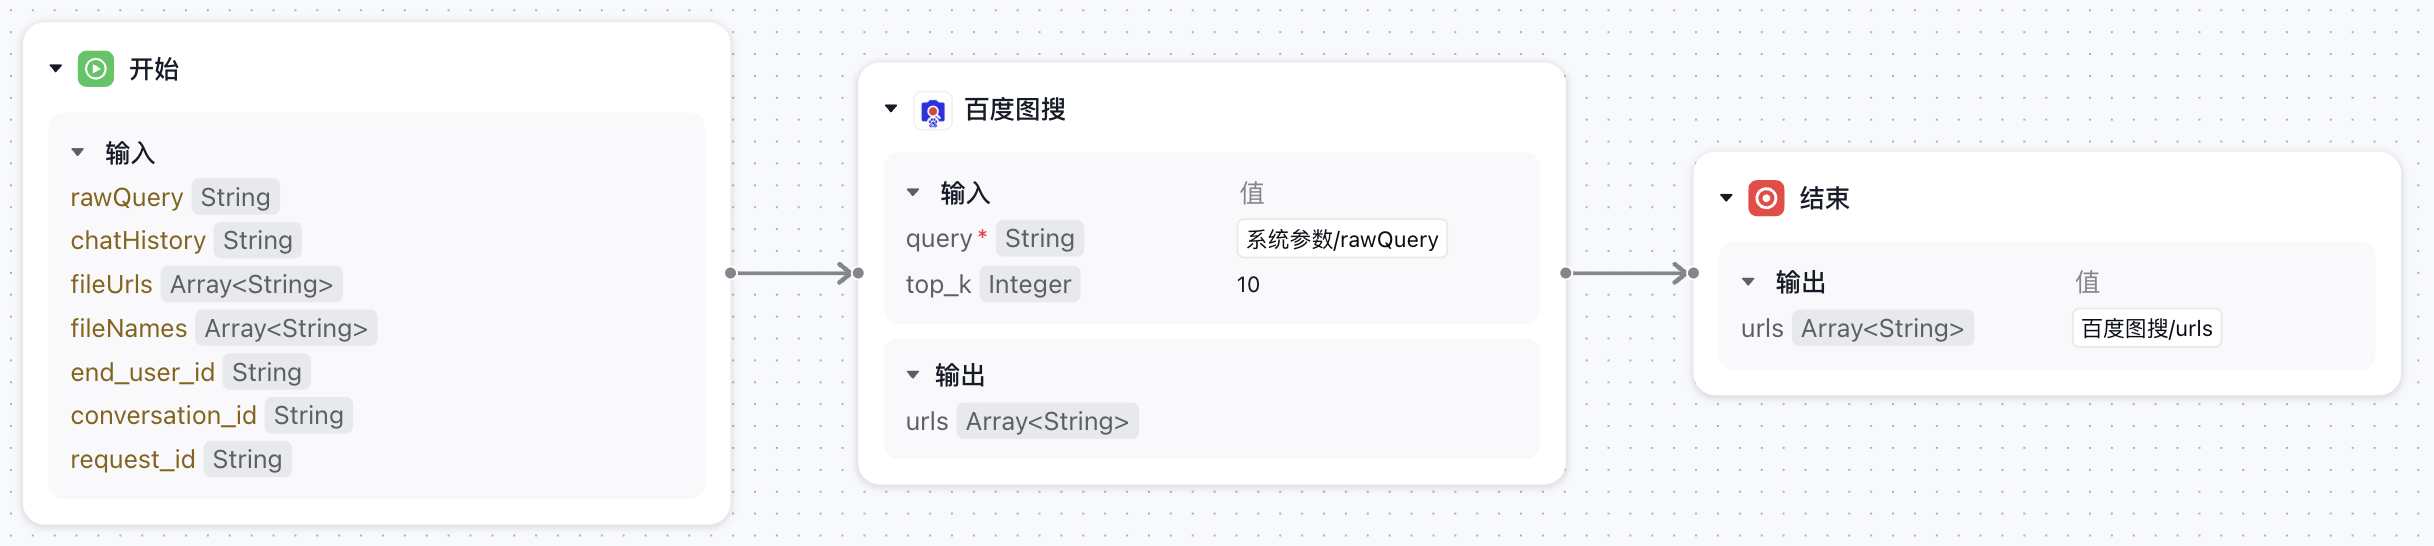 开始
输入
rawQuery String
chatHistory String
fileUrls Array<String>
fileNames Array<String>
end_user_id String
conversation_id String
request_id String
百度图搜
输入 值
query * String 系统参数/rawQuery
top_k Integer 10
输出
urls Array<String>
结束
输出 值
urls Array<String> 百度图搜/urls